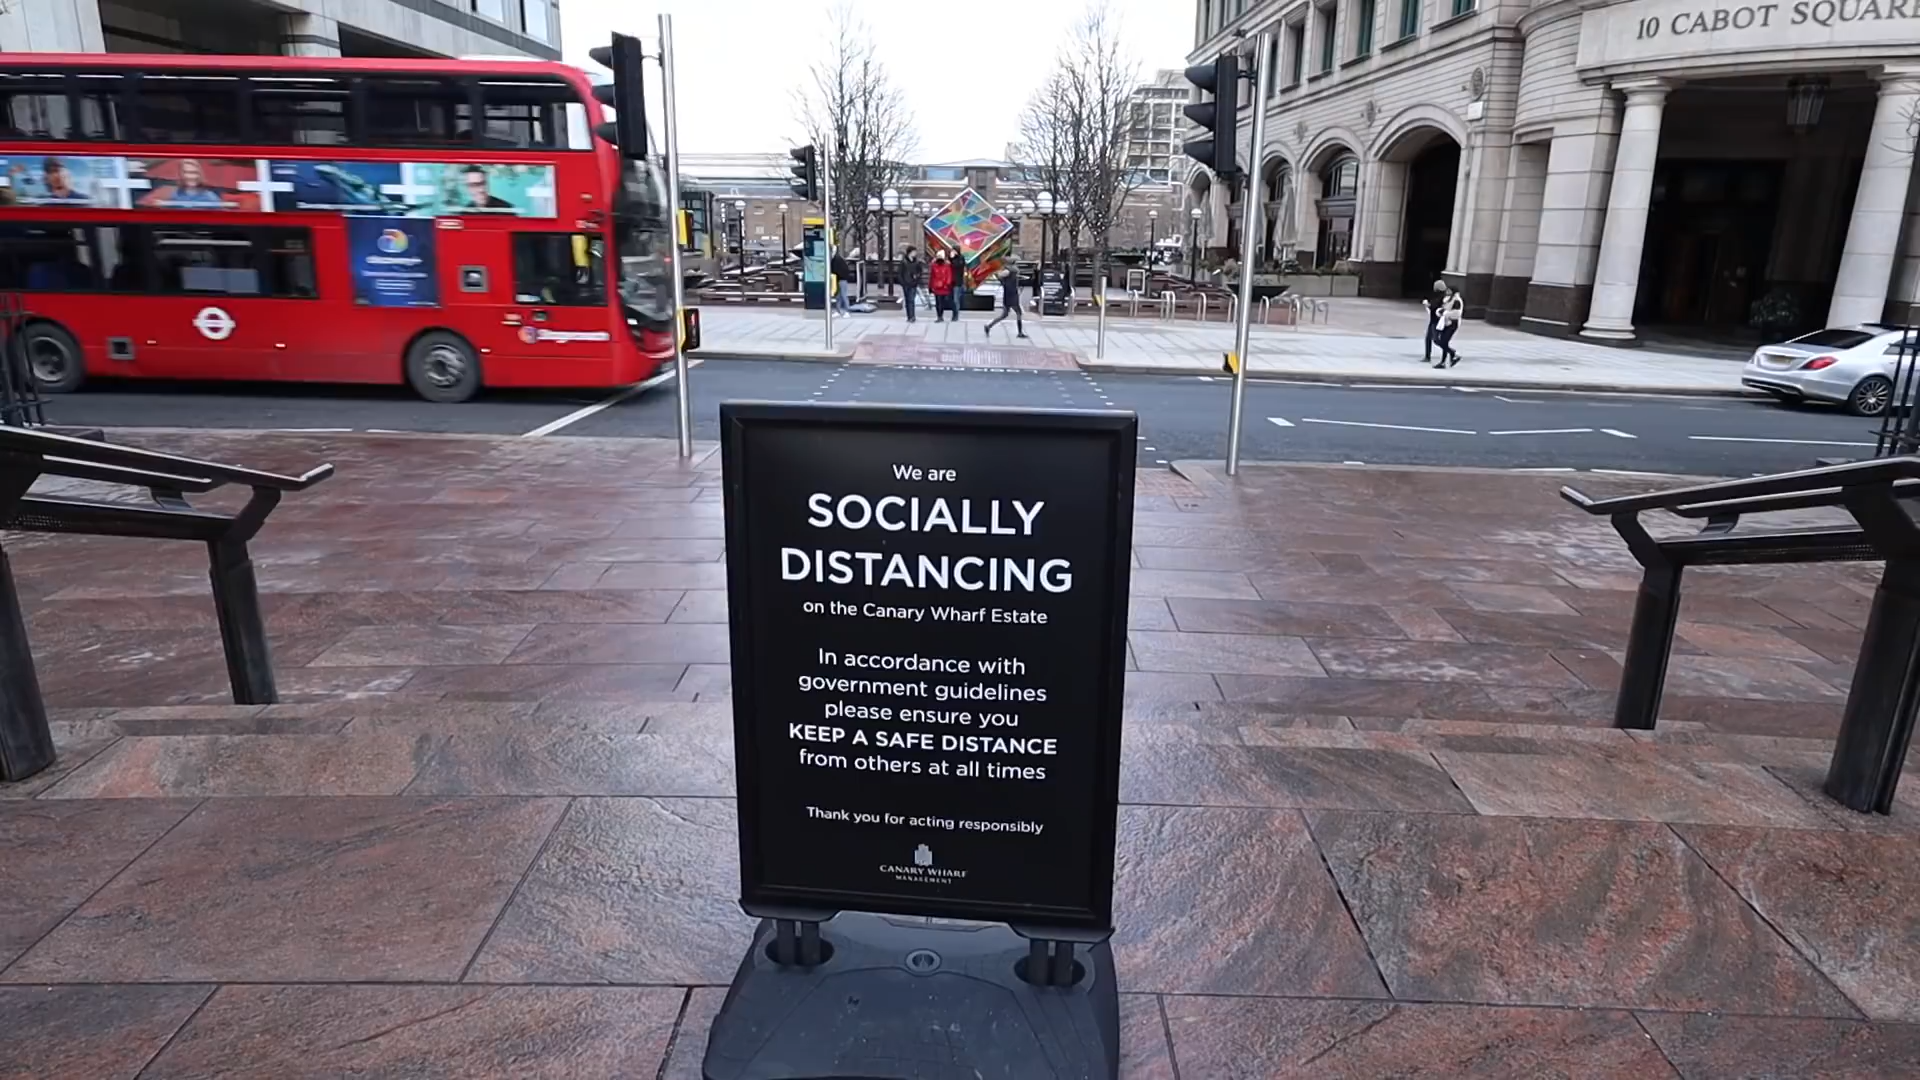 10 CABOT SQUARE
We are
SOCIALLY
DISTANCING
on the Canary Wharf Estate
In accordance with
government guidelines
please ensure you
KEEP A SAFE DISTANCE
from others at all times
Thank you for acting responsibly
CANARY WHARF
MANAGEMENT